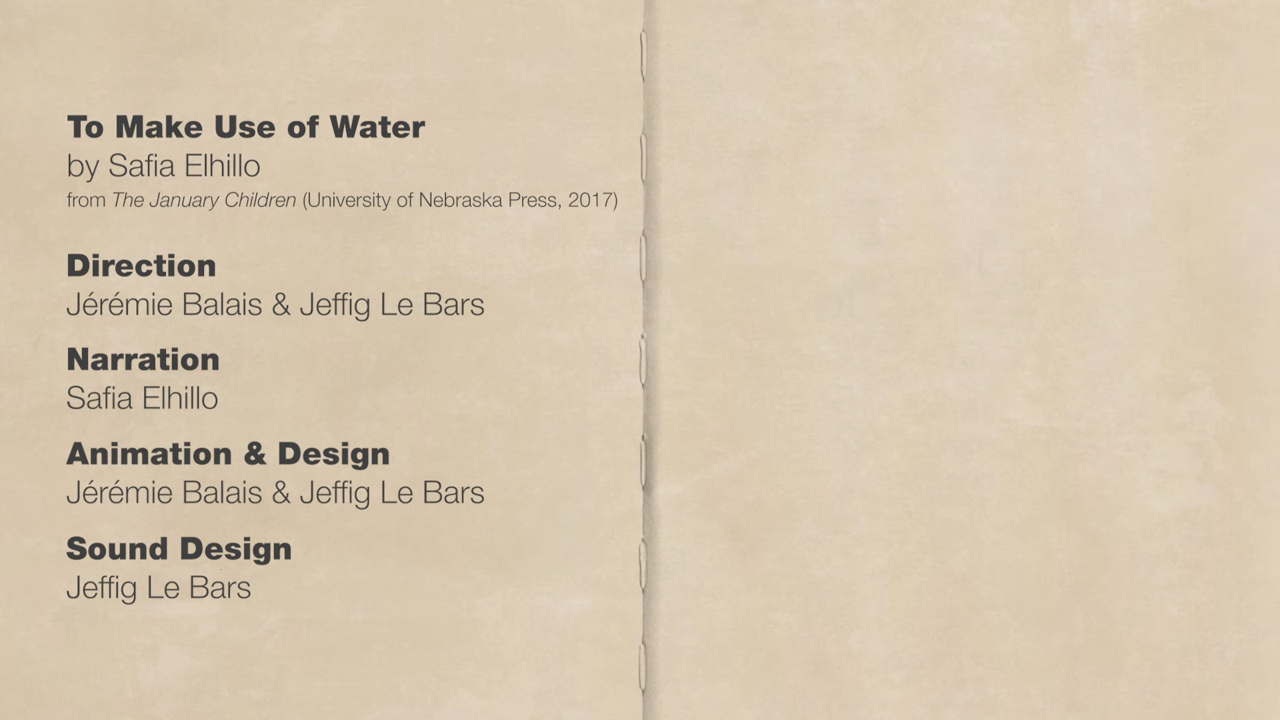 To Make Use of Water
by Safia Elhillo
from The January Children (University of Nebraska Press, 2017)
Direction
Jérémie Balais & Jeffig Le Bars
Narration
Safia Elhillo
Animation & Design
Jérémie Balais & Jeffig Le Bars
Sound Design
Jeffig Le Bars